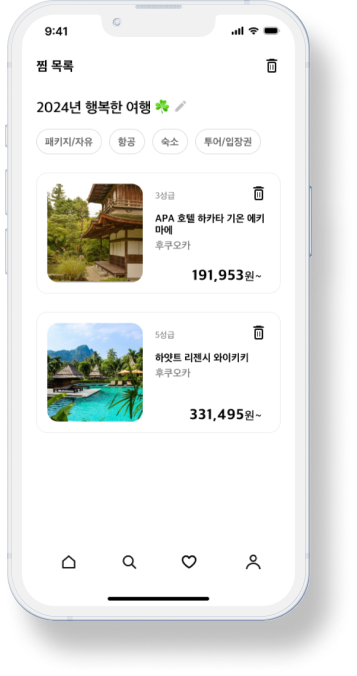 9:41
찜 목록
2024년 행복한 여행 🍀
패키지/자유 항공 숙소 투어/입장권
3성급
APA 호텔 하카타 기온 에키
마에
후쿠오카
191,953원~
5성급
하얏트 리젠시 와이키키
후쿠오카
331,495원~